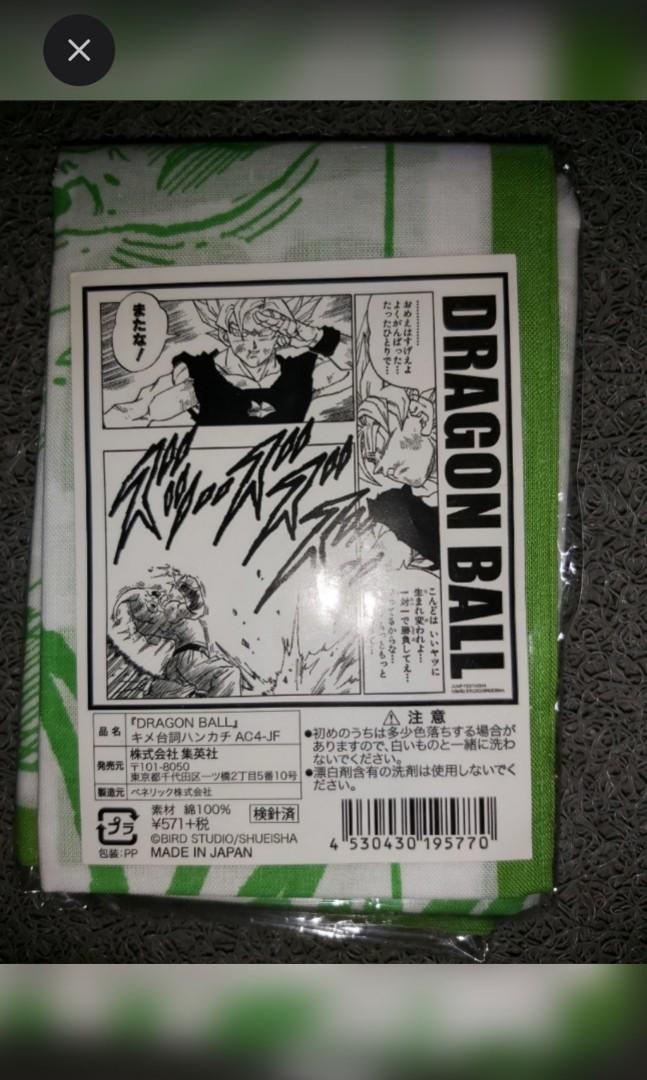 DRAGON BALL
…………
おめえはすげえよ
よくがんばった…
たったひとりで…
またな!
こんどは いいヤツに
生まれ変われよ…
一対一で勝負してえ…
もっと
ズ
品名
『DRAGON BALL』
キメ台詞ハンカチ AC4-JF
発売元
株式会社 集英社
〒101-8050
東京都千代田区一ツ橋2丁目5番10号
製造元
ベネリック株式会社
プラ
包装:PP
素材 綿100%
検針済
¥571+税
©BIRD STUDIO/SHUEISHA
MADE IN JAPAN
⚠ 注意
●初めのうちは多少色落ちする場合が
ありますので、白いものと一緒に洗わ
ないでください。
●漂白剤含有の洗剤は使用しないでく
ださい。
4 530430 195770